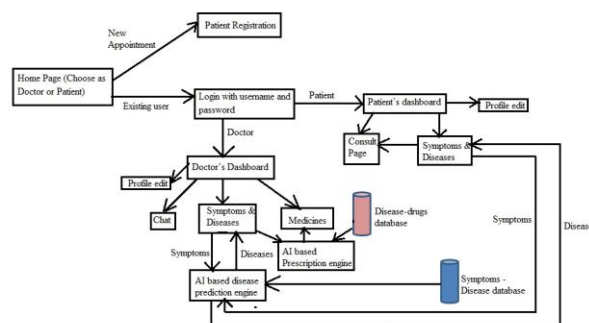 Patient Registration
New
Appointment
Home Page (Choose as
Doctor or Patient)
Existing user
Login with username and
password
Patient
Patient's dashboard
Profile edit
Consult
Page
Symptoms &
Diseases
Doctor
Doctor's Dashboard
Profile edit
Chat
Symptoms &
Diseases
Medicines
Disease-drugs
database
Symptoms
Disease
Symptoms
Diseases
AI based
Prescription engine
AI based disease
prediction engine
Symptoms -
Disease database